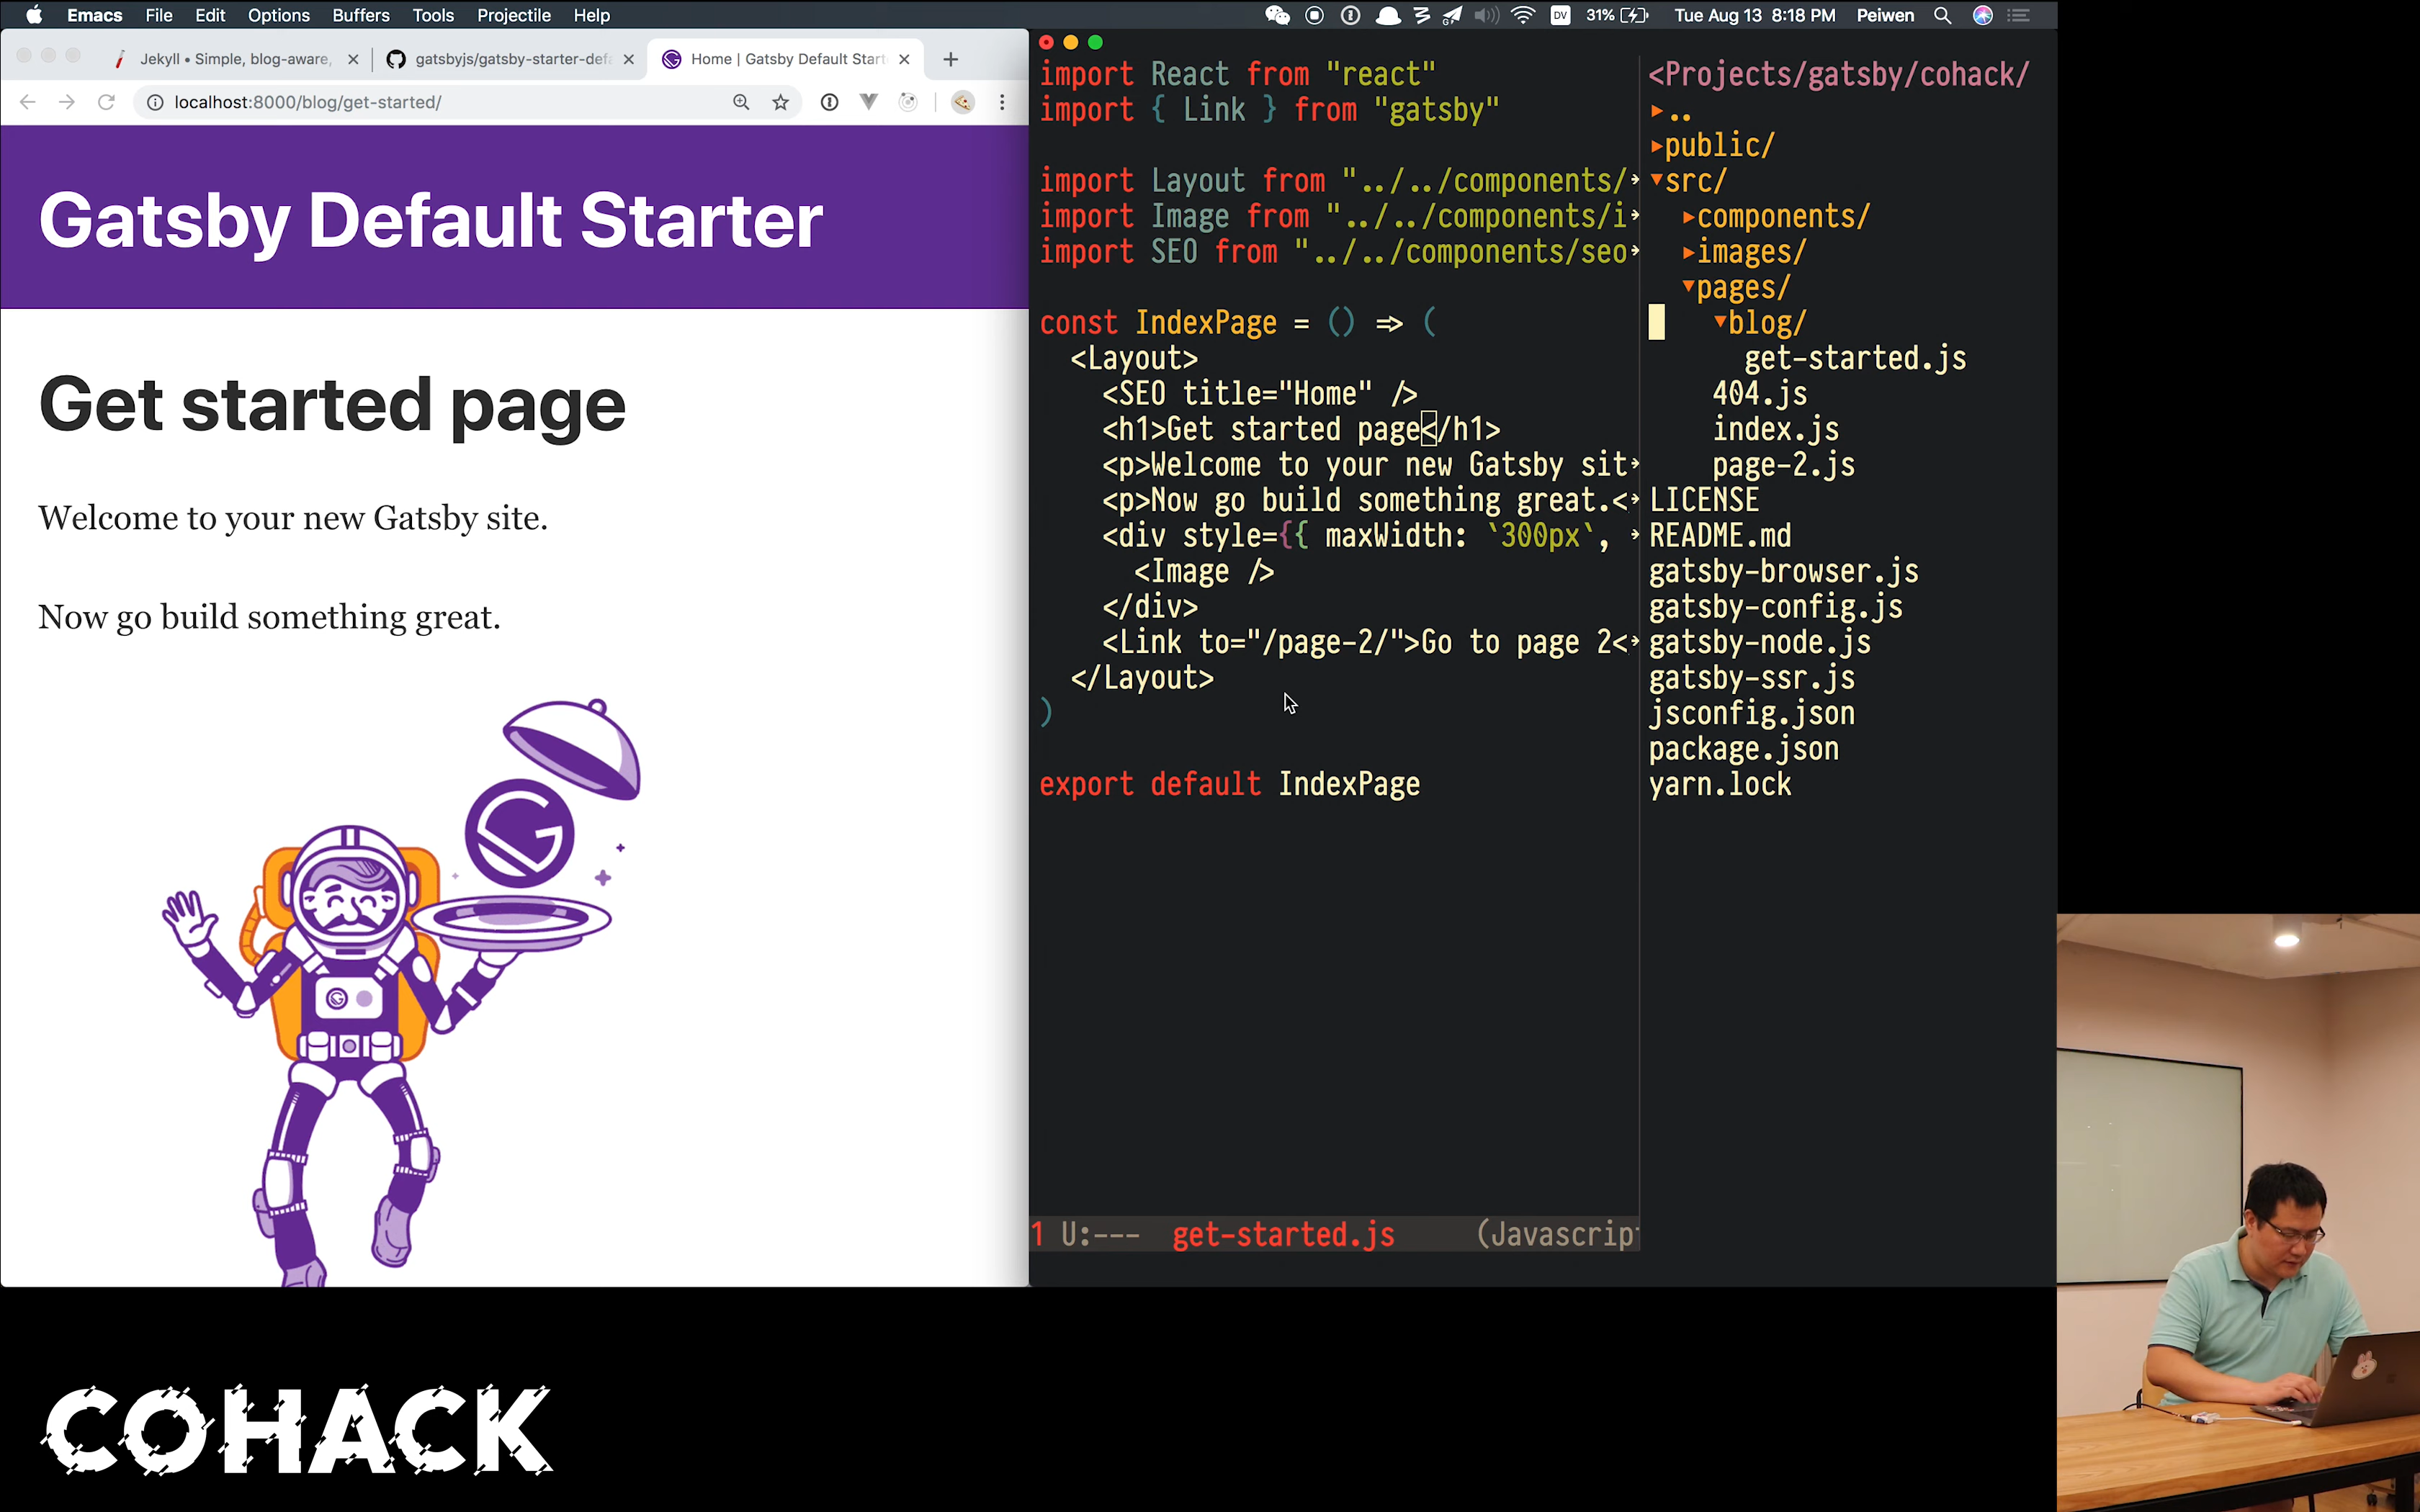 Emacs File Edit Options Buffers Tools Projectile Help
DV 31% Tue Aug 13 8:18 PM Peiwen
Jekyll • Simple, blog-aware,
gatsbyjs/gatsby-starter-defa
Home | Gatsby Default Start
localhost:8000/blog/get-started/
Gatsby Default Starter
Get started page
Welcome to your new Gatsby site.
Now go build something great.
import React from "react"
import { Link } from "gatsby"
import Layout from "../../components/
import Image from "../../components/i
import SEO from "../../components/seo
const IndexPage = () => (
<Layout>
<SEO title="Home" />
<h1>Get started page</h1>
<p>Welcome to your new Gatsby sit
<p>Now go build something great.<
<div style={{ maxWidth: `300px`,
<Image />
</div>
<Link to="/page-2/">Go to page 2<
</Layout>
)
export default IndexPage
1 U:--- get-started.js (Javascrip
<Projects/gatsby/cohack/
▸..
▸public/
▾src/
▸components/
▸images/
▾pages/
▾blog/
get-started.js
404.js
index.js
page-2.js
LICENSE
README.md
gatsby-browser.js
gatsby-config.js
gatsby-node.js
gatsby-ssr.js
jsconfig.json
package.json
yarn.lock
COHACK